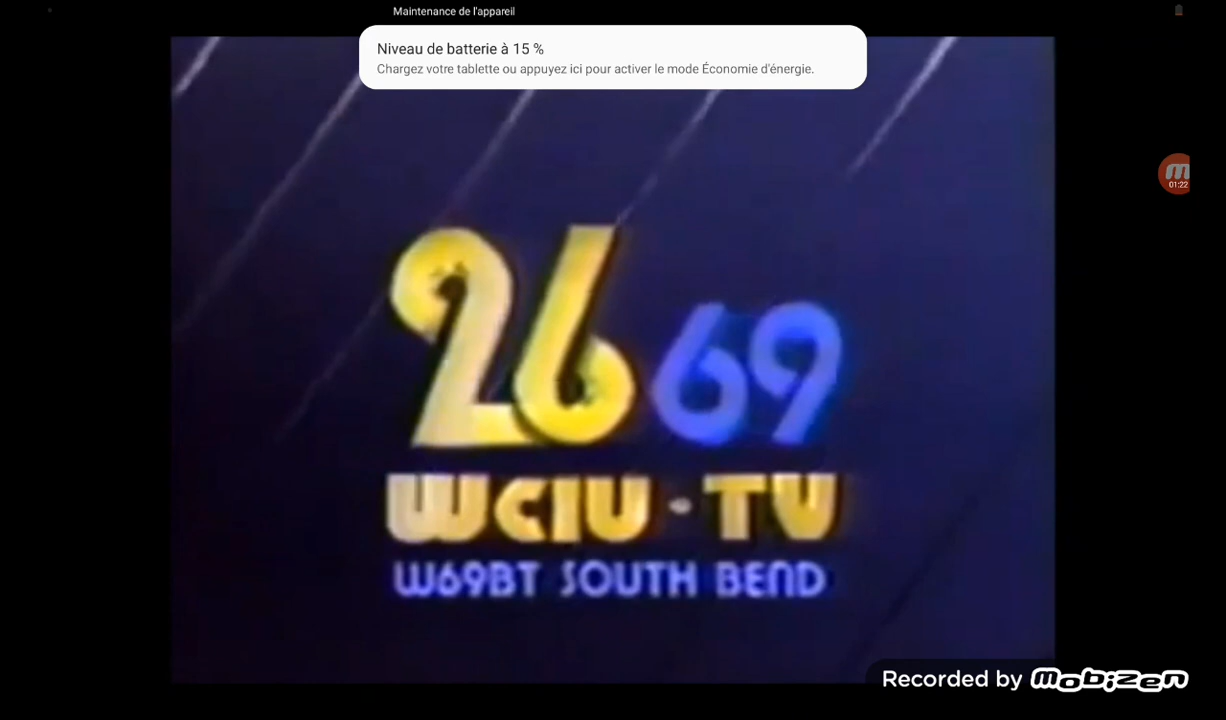 Maintenance de l'appareil
Niveau de batterie à 15 %
Chargez votre tablette ou appuyez ici pour activer le mode Économie d'énergie.
01:22
26 69
WCIU-TV
W69BT SOUTH BEND
Recorded by mobizen